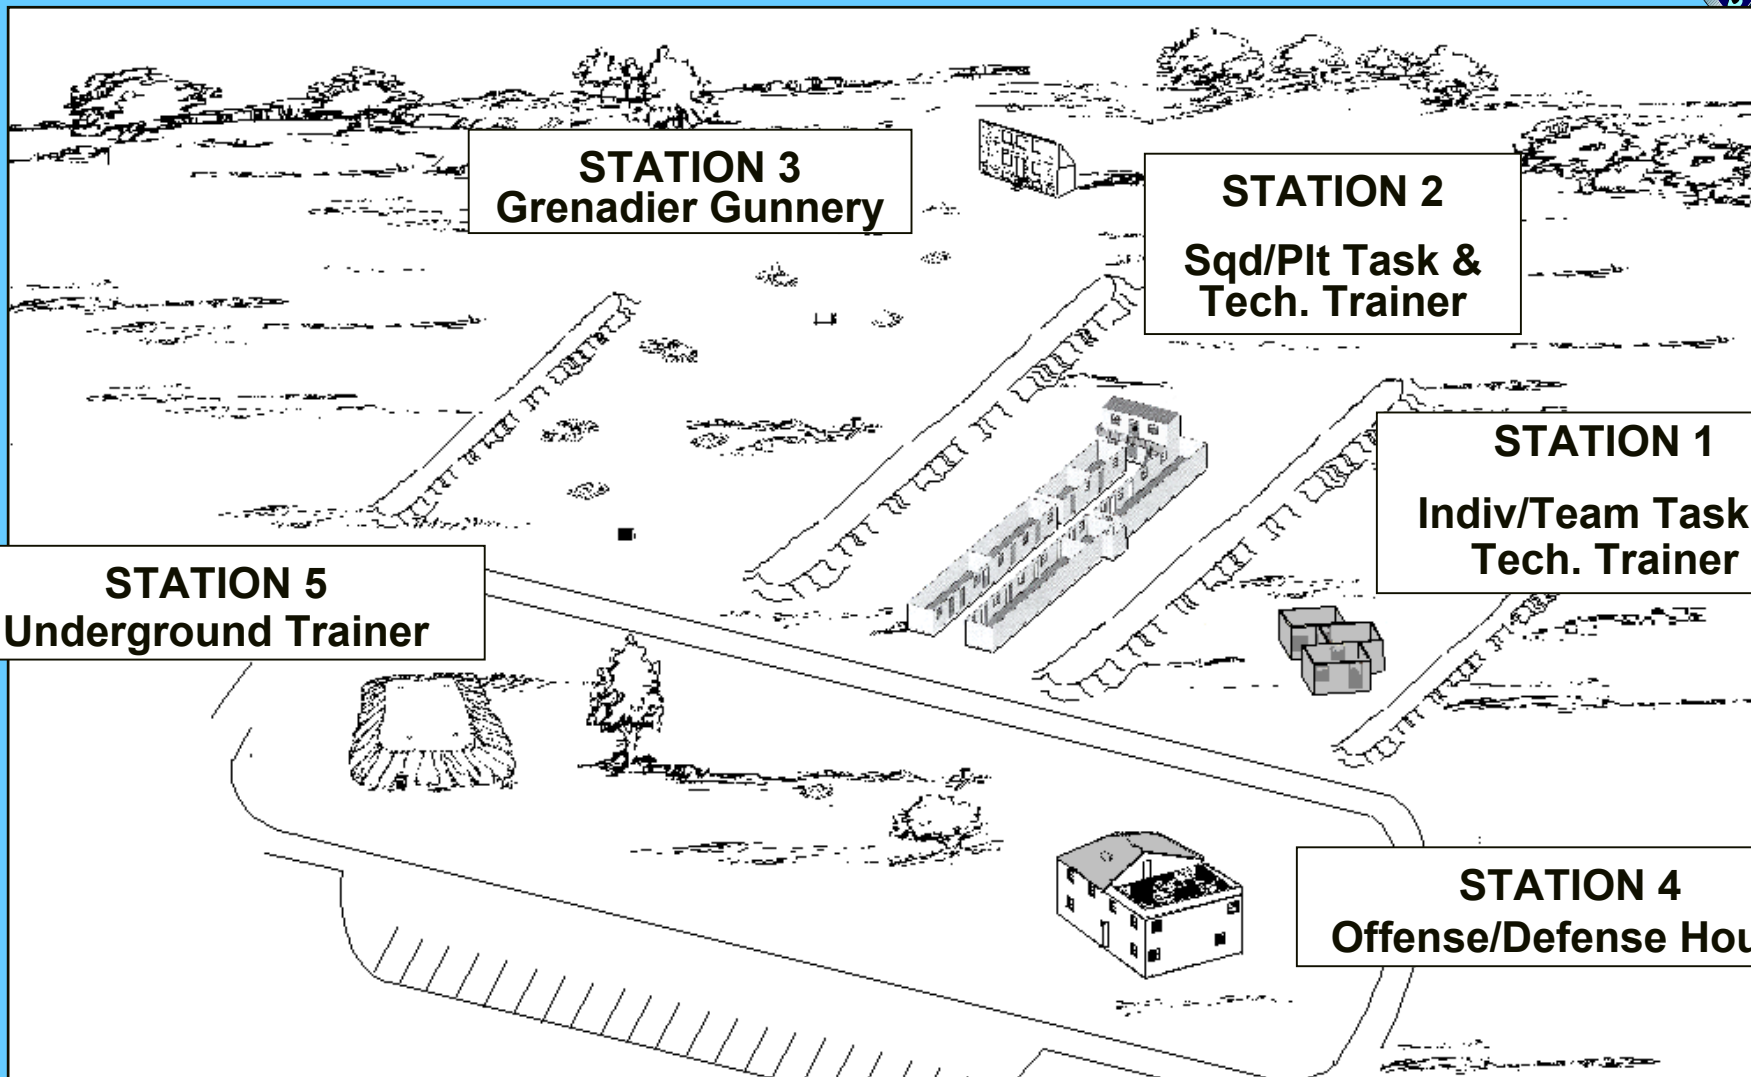 STATION 3
Grenadier Gunnery
STATION 2
Sqd/Plt Task &
Tech. Trainer
STATION 1
Indiv/Team Task
Tech. Trainer
STATION 5
Underground Trainer
STATION 4
Offense/Defense Hou